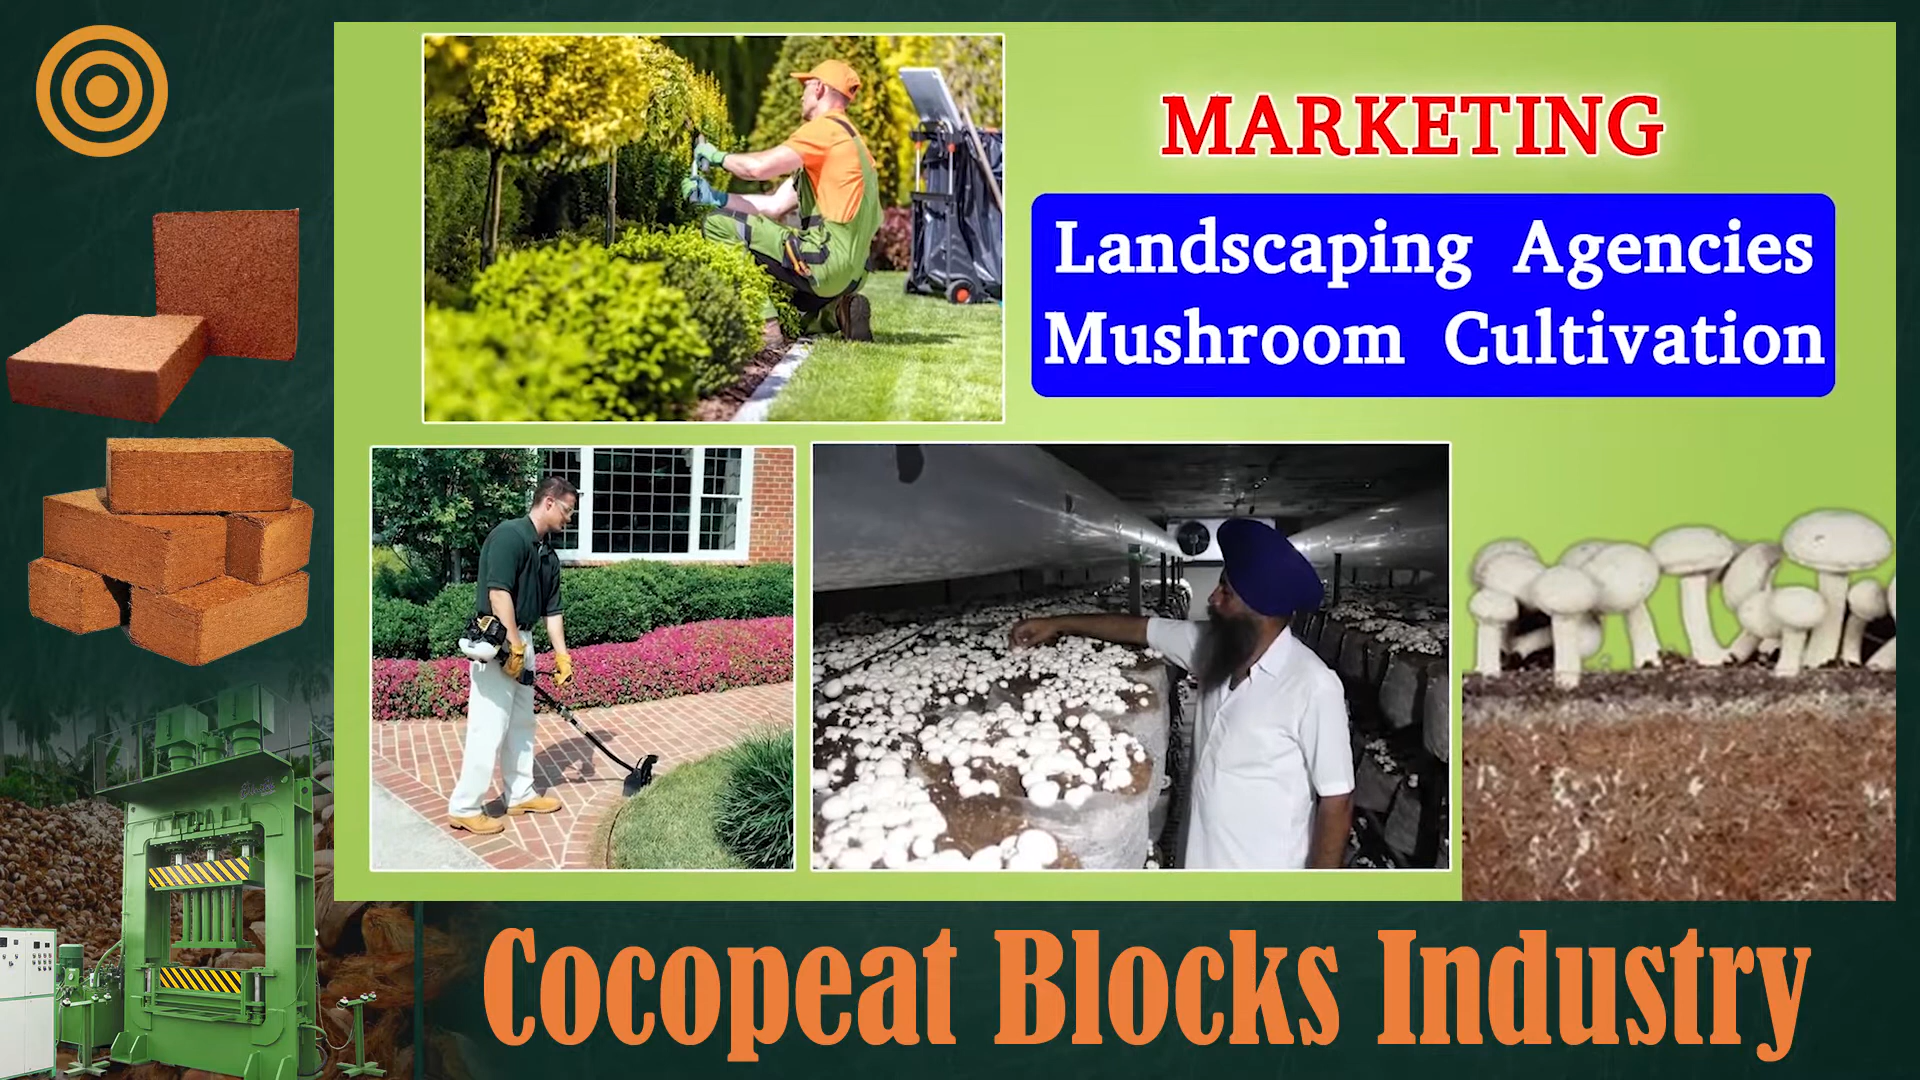 MARKETING
Landscaping Agencies
Mushroom Cultivation
Cocopeat Blocks Industry